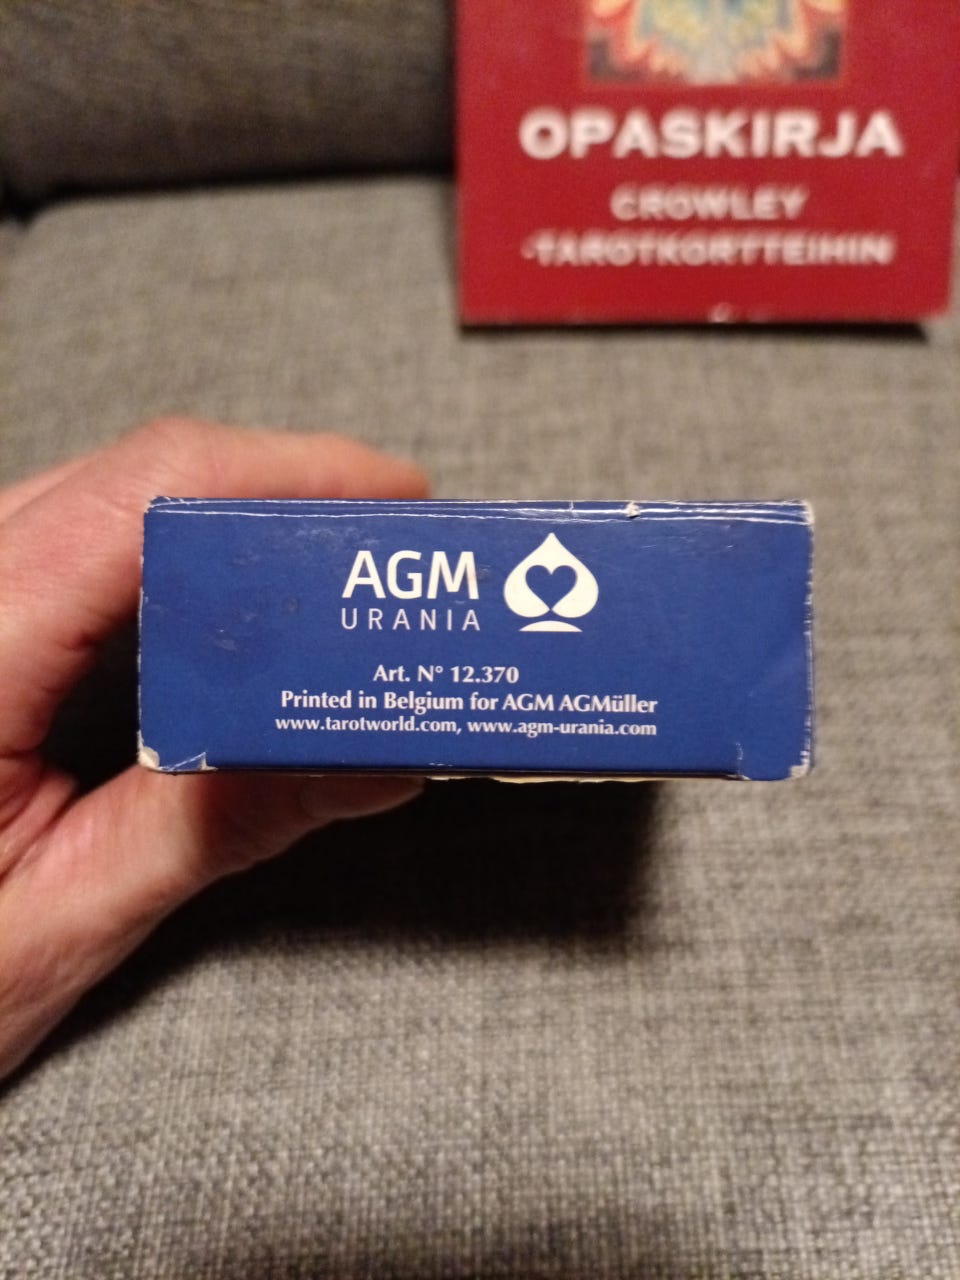 OPASKIRJA
CROWLEY
-TAROTKORTTEIHIN
AGM
URANIA
Art. N° 12.370
Printed in Belgium for AGM AGMüller
www.tarotworld.com, www.agm-urania.com